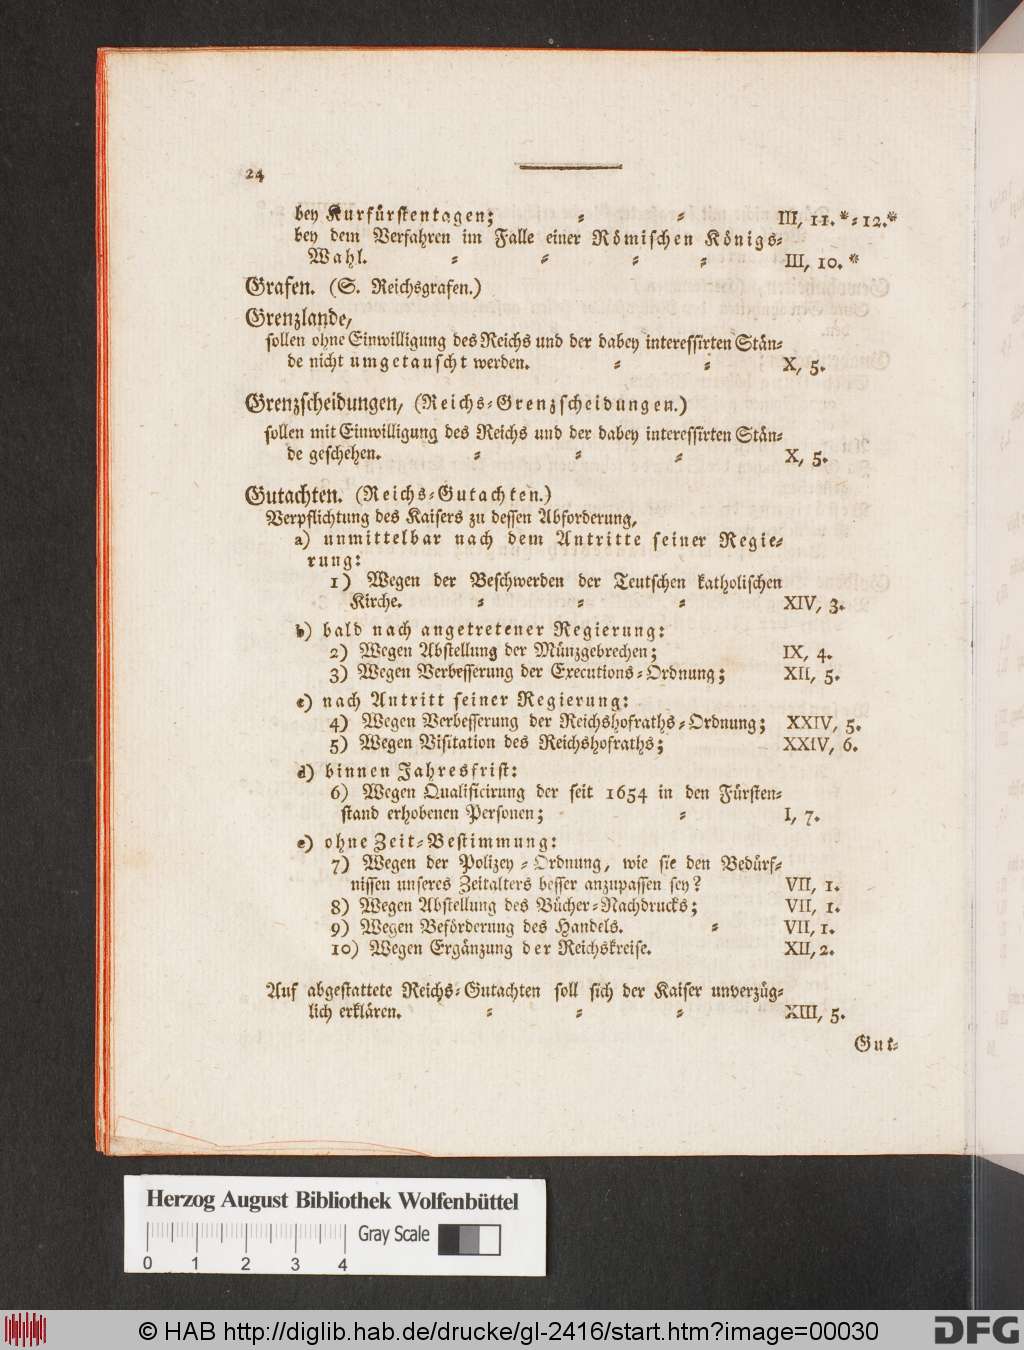 24
bey Kurfürstentagen; ⸗ ⸗ III, 11.*⸗12.*
bey dem Verfahren im Falle einer Römischen Königs⸗
Wahl. ⸗ ⸗ ⸗ ⸗ III, 10. *
Grafen. (S. Reichsgrafen.)
Grenzlande,
sollen ohne Einwilligung des Reichs und der dabey interessirten Stän⸗
de nicht umgetauscht werden. ⸗ ⸗ X, 5.
Grenzscheidungen, (Reichs⸗Grenzscheidungen.)
sollen mit Einwilligung des Reichs und der dabey interessirten Stän⸗
de geschehen. ⸗ ⸗ ⸗ X, 5.
Gutachten. (Reichs⸗Gutachten.)
Verpflichtung des Kaisers zu dessen Abforderung,
a) unmittelbar nach dem Antritte seiner Regie⸗
rung:
1) Wegen der Beschwerden der Teutschen katholischen
Kirche. ⸗ ⸗ ⸗ XIV, 3.
b) bald nach angetretener Regierung:
2) Wegen Abstellung der Münzgebrechen; IX, 4.
3) Wegen Verbesserung der Executions⸗Ordnung; XII, 5.
c) nach Antritt seiner Regierung:
4) Wegen Verbesserung der Reichshofraths⸗Ordnung; XXIV, 5.
5) Wegen Visitation des Reichshofraths; XXIV, 6.
d) binnen Jahresfrist:
6) Wegen Qualificirung der seit 1654 in den Fürsten⸗
stand erhobenen Personen; ⸗ I, 7.
e) ohne Zeit⸗Bestimmung:
7) Wegen der Polizey⸗Ordnung, wie sie den Bedürf⸗
nissen unseres Zeitalters besser anzupassen sey? VII, 1.
8) Wegen Abstellung des Bücher⸗Nachdrucks; VII, 1.
9) Wegen Beförderung des Handels. ⸗ VII, 1.
10) Wegen Ergänzung der Reichskreise. XII, 2.
Auf abgestattete Reichs⸗Gutachten soll sich der Kaiser unverzüg⸗
lich erklären. ⸗ ⸗ ⸗ XIII, 5.
Gut⸗
Herzog August Bibliothek Wolfenbüttel
Gray Scale
0 1 2 3 4
© HAB http://diglib.hab.de/drucke/gl-2416/start.htm?image=00030
DFG